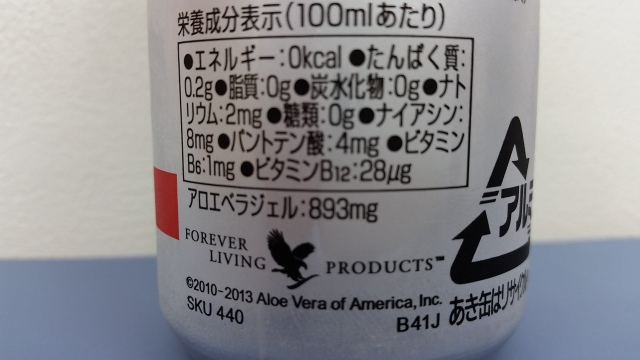 栄養成分表示(100mlあたり)
●エネルギー:0kcal ●たんぱく質:
0.2g●脂質:0g●炭水化物:0g●ナト
リウム:2mg●糖類:0g●ナイアシン:
8mg●パントテン酸:4mg●ビタミン
B6:1mg●ビタミンB12:28μg
アロエベラジェル:893mg
FOREVER
LIVING PRODUCTS™
©2010-2013 Aloe Vera of America, Inc.
SKU 440
B41J
アルミ
あき缶はリサイクル